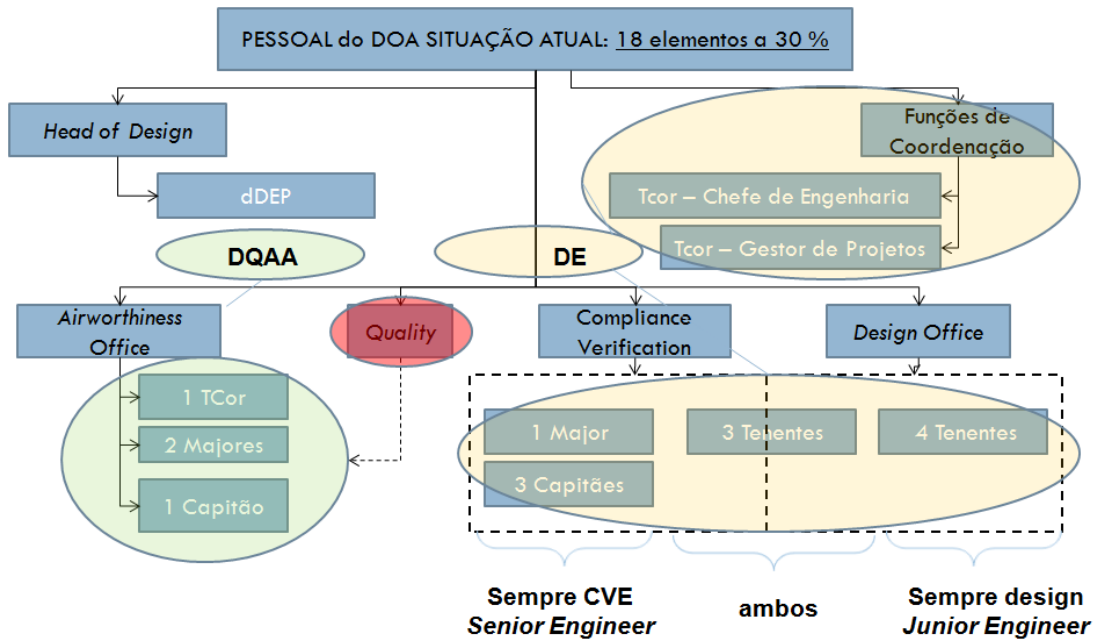 PESSOAL do DOA SITUAÇÃO ATUAL: 18 elementos a 30 %
Head of Design
Funções de
Coordenação
dDEP
Tcor – Chefe de Engenharia
Tcor – Gestor de Projetos
DQAA
DE
Airworthiness
Office
Quality
Compliance
Verification
Design Office
1 TCor
2 Majores
1 Capitão
1 Major
3 Tenentes
4 Tenentes
3 Capitães
Sempre CVE
Senior Engineer
ambos
Sempre design
Junior Engineer